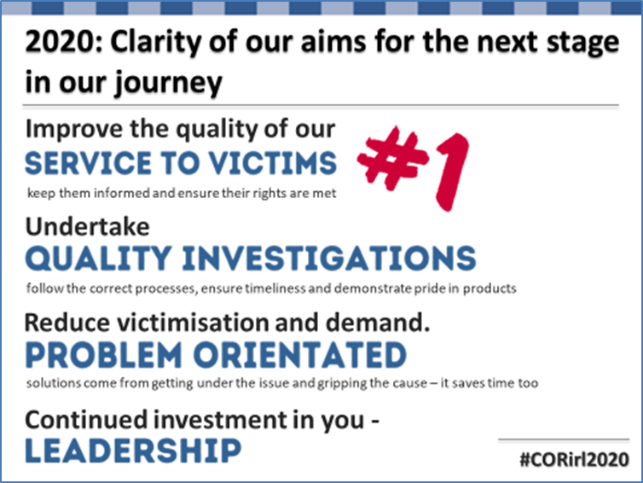 2020: Clarity of our aims for the next stage
in our journey
Improve the quality of our
SERVICE TO VICTIMS
#1
keep them informed and ensure their rights are met
Undertake
QUALITY INVESTIGATIONS
follow the correct processes, ensure timeliness and demonstrate pride in products
Reduce victimisation and demand.
PROBLEM ORIENTATED
solutions come from getting under the issue and gripping the cause – it saves time too
Continued investment in you -
LEADERSHIP
#CORirl2020